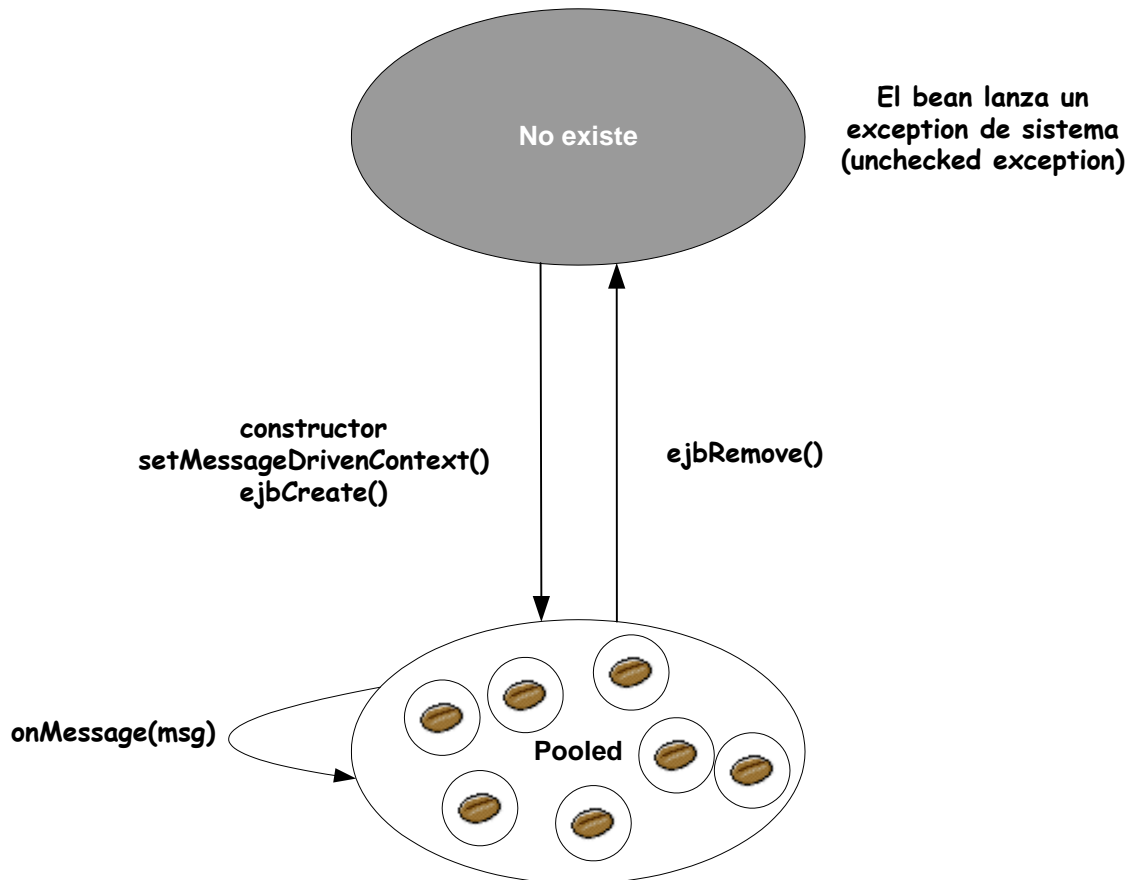 No existe
El bean lanza un
exception de sistema
(unchecked exception)
constructor
setMessageDrivenContext()
ejbCreate()
ejbRemove()
onMessage(msg)
Pooled